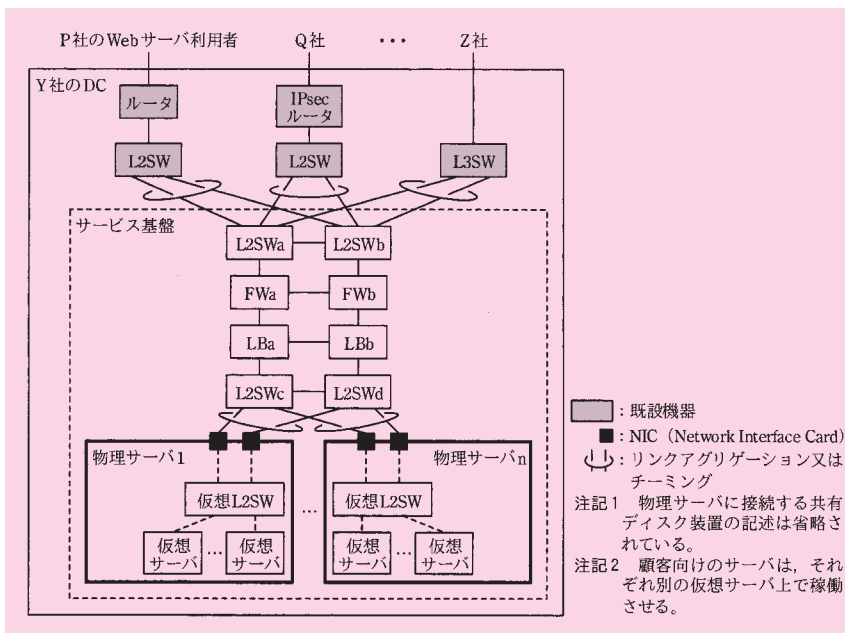 P社のWebサーバ利用者 Q社 ・・・ Z社
Y社のDC
ルータ
IPsec
ルータ
L2SW L2SW L3SW
サービス基盤
L2SWa L2SWb
FWa FWb
LBa LBb
L2SWc L2SWd
物理サーバ1 物理サーバn
仮想L2SW ... 仮想L2SW
仮想
サーバ ... 仮想
サーバ
仮想
サーバ ... 仮想
サーバ
:既設機器
:NIC(Network Interface Card)
:リンクアグリゲーション又は
チーミング
注記1 物理サーバに接続する共有
ディスク装置の記述は省略さ
れている。
注記2 顧客向けのサーバは,それ
ぞれ別の仮想サーバ上で稼働
させる。